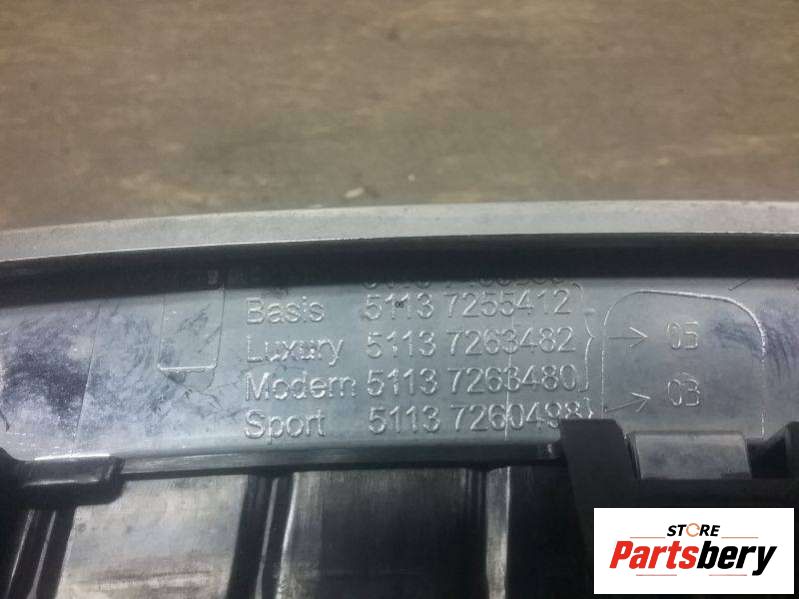 Basis 5113 7255412
Luxury 5113 7263482 → 05
Modern 5113 7263480 → 03
Sport 5113 7260498
STORE
Partsbery